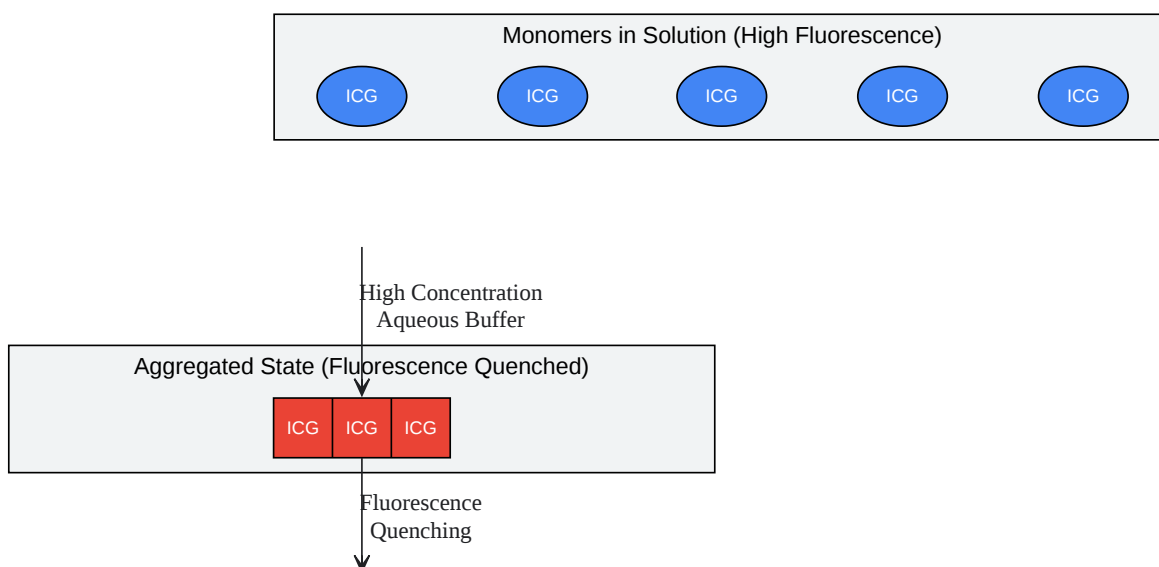 Monomers in Solution (High Fluorescence)
ICG ICG ICG ICG ICG
High Concentration
Aqueous Buffer
Aggregated State (Fluorescence Quenched)
ICG ICG ICG
Fluorescence
Quenching